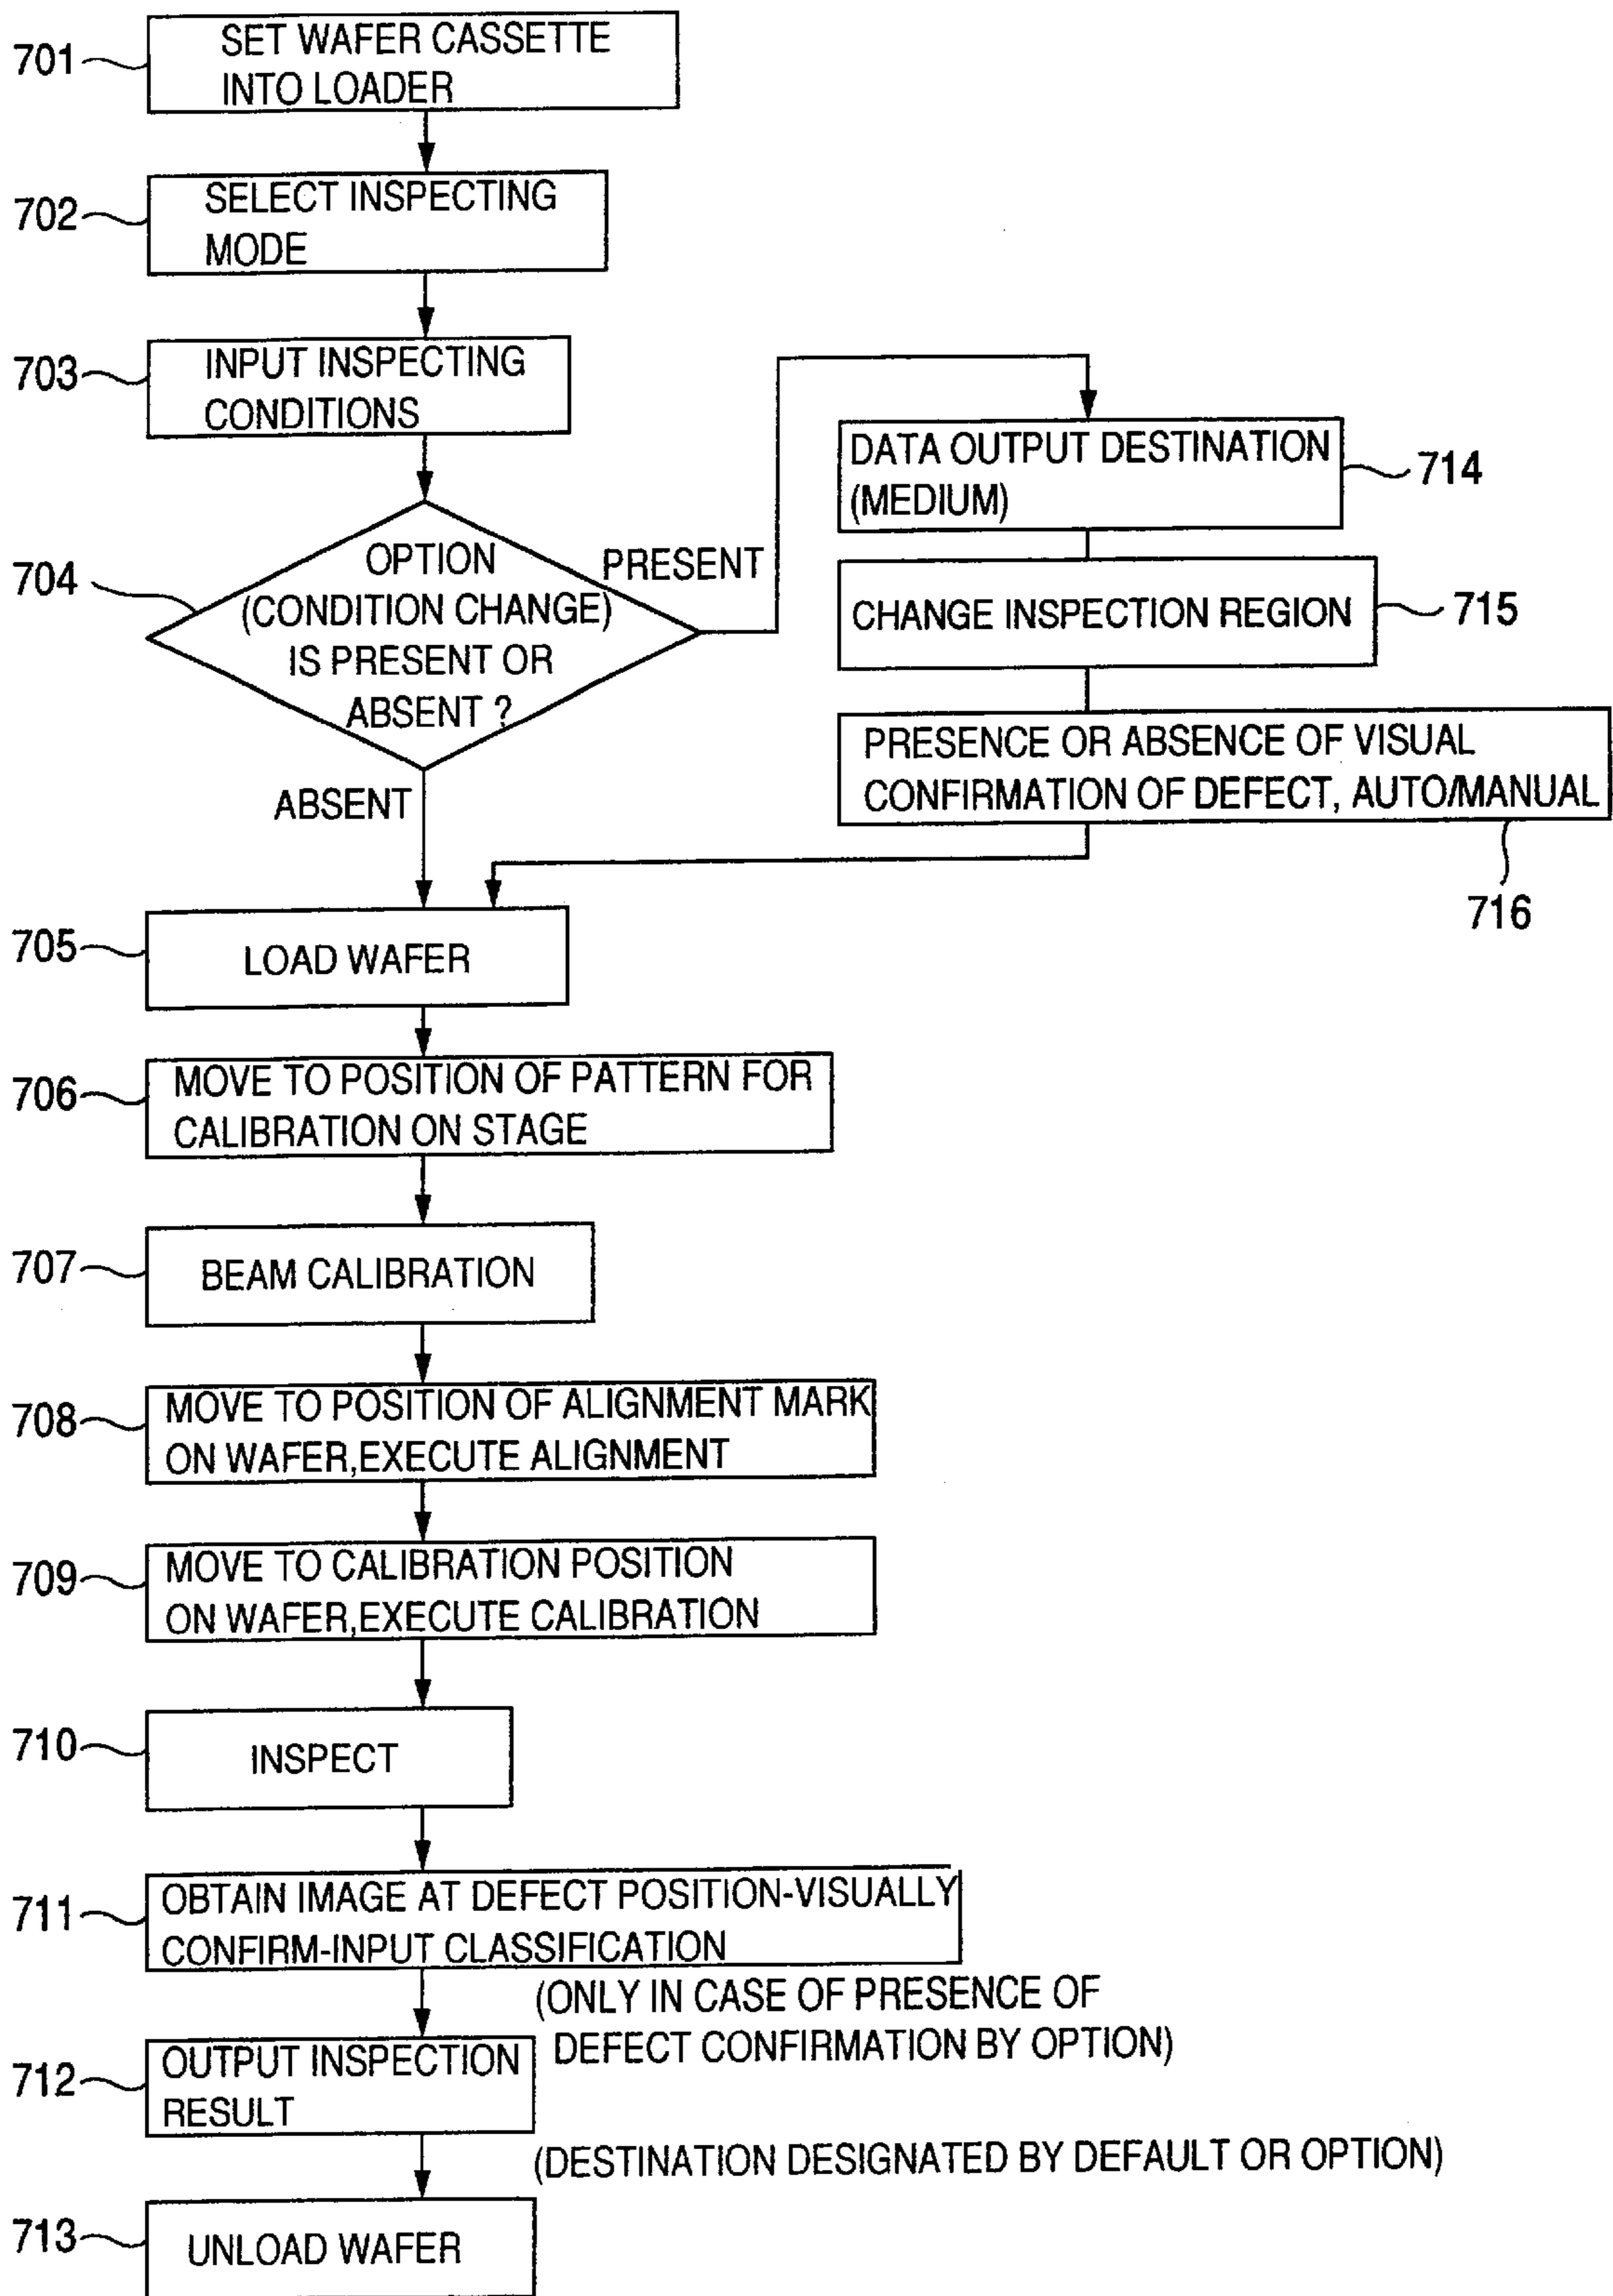 701
SET WAFER CASSETTE
INTO LOADER
702
SELECT INSPECTING
MODE
703
INPUT INSPECTING
CONDITIONS
704
OPTION
(CONDITION CHANGE)
IS PRESENT OR
ABSENT ?
PRESENT
ABSENT
DATA OUTPUT DESTINATION
(MEDIUM)
714
CHANGE INSPECTION REGION
715
PRESENCE OR ABSENCE OF VISUAL
CONFIRMATION OF DEFECT, AUTO/MANUAL
716
705
LOAD WAFER
706
MOVE TO POSITION OF PATTERN FOR
CALIBRATION ON STAGE
707
BEAM CALIBRATION
708
MOVE TO POSITION OF ALIGNMENT MARK
ON WAFER,EXECUTE ALIGNMENT
709
MOVE TO CALIBRATION POSITION
ON WAFER,EXECUTE CALIBRATION
710
INSPECT
711
OBTAIN IMAGE AT DEFECT POSITION-VISUALLY
CONFIRM-INPUT CLASSIFICATION
(ONLY IN CASE OF PRESENCE OF
DEFECT CONFIRMATION BY OPTION)
712
OUTPUT INSPECTION
RESULT
(DESTINATION DESIGNATED BY DEFAULT OR OPTION)
713
UNLOAD WAFER